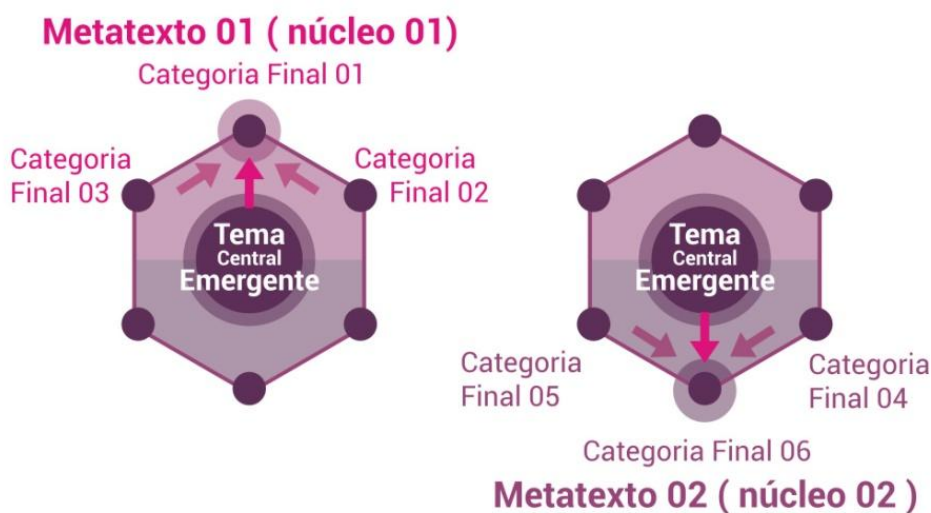 Metatexto 01 ( núcleo 01)
Categoria Final 01
Categoria
Final 03
Categoria
Final 02
Tema
Central
Emergente
Tema
Central
Emergente
Categoria
Final 05
Categoria
Final 04
Categoria Final 06
Metatexto 02 ( núcleo 02 )